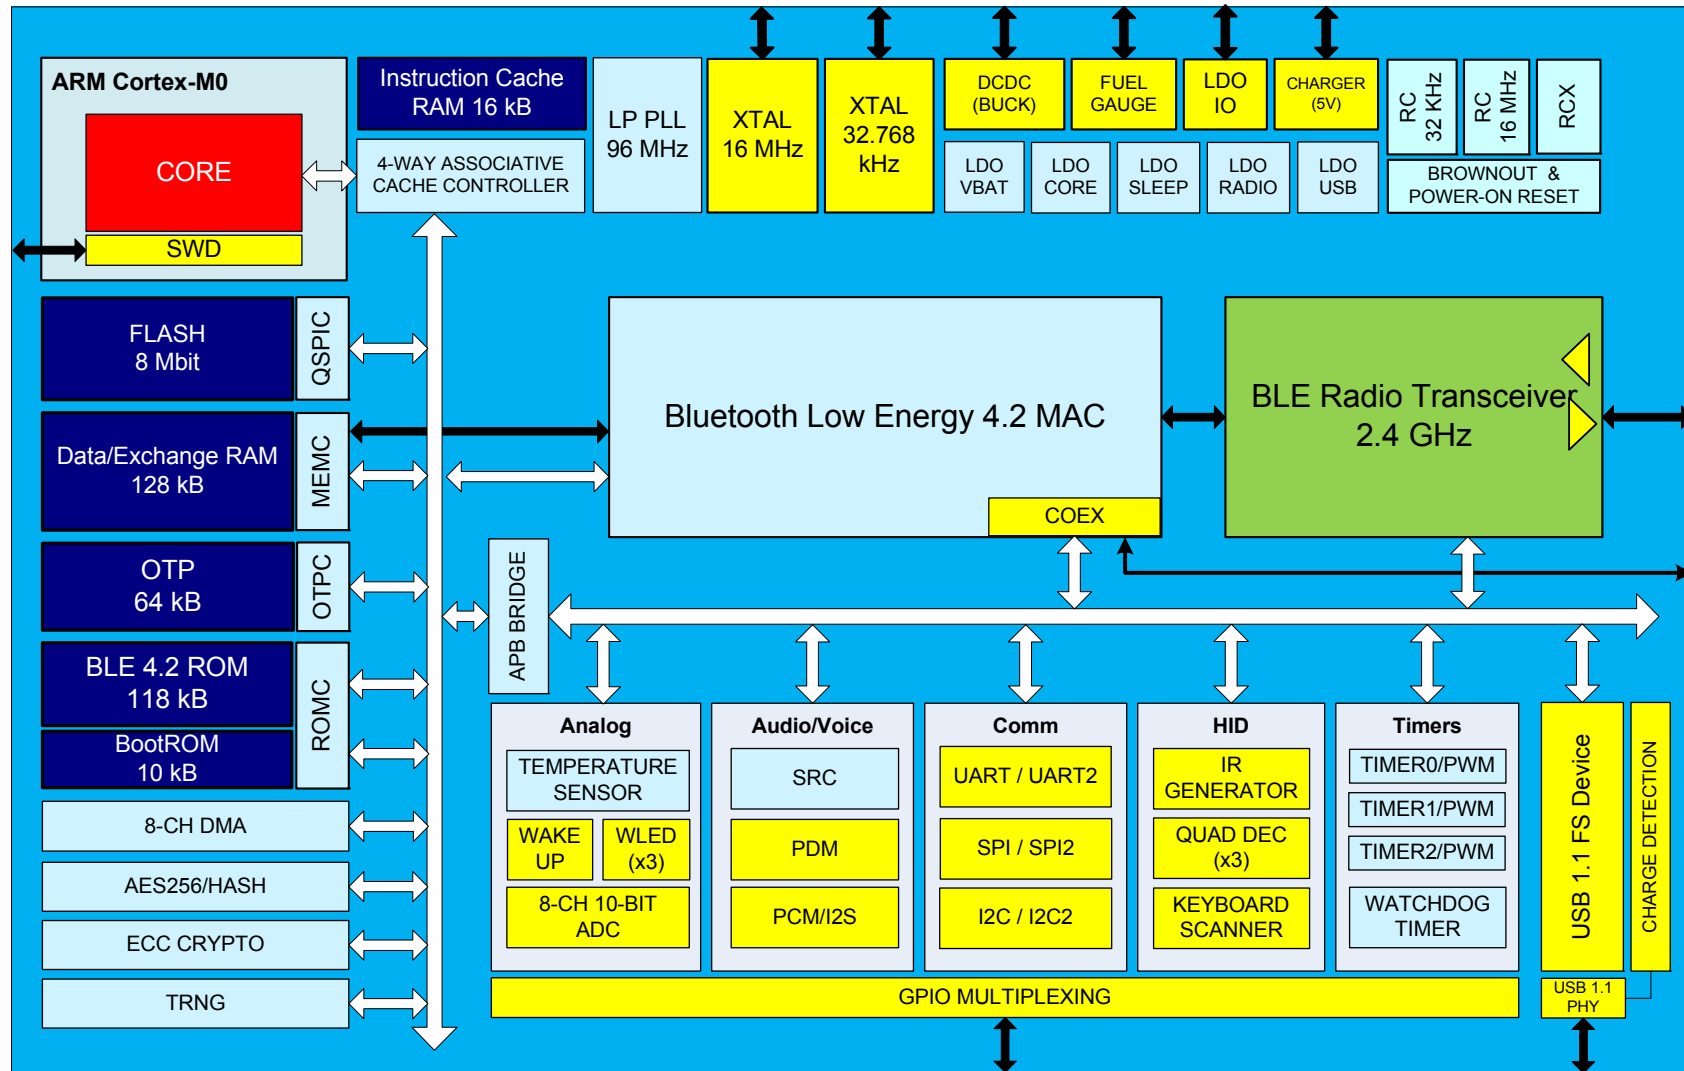 ARM Cortex-M0
CORE
SWD
Instruction Cache
RAM 16 kB
4-WAY ASSOCIATIVE
CACHE CONTROLLER
LP PLL
96 MHz
XTAL
16 MHz
XTAL
32.768
kHz
DCDC
(BUCK)
FUEL
GAUGE
LDO
IO
CHARGER
(5V)
LDO
VBAT
LDO
CORE
LDO
SLEEP
LDO
RADIO
LDO
USB
RC
32 KHz
RC
16 MHz
RCX
BROWNOUT &
POWER-ON RESET
FLASH
8 Mbit
QSPIC
Data/Exchange RAM
128 kB
MEMC
OTP
64 kB
OTPC
BLE 4.2 ROM
118 kB
BootROM
10 kB
ROMC
8-CH DMA
AES256/HASH
ECC CRYPTO
TRNG
Bluetooth Low Energy 4.2 MAC
COEX
BLE Radio Transceiver
2.4 GHz
APB BRIDGE
Analog
TEMPERATURE
SENSOR
WAKE
UP
WLED
(x3)
8-CH 10-BIT
ADC
Audio/Voice
SRC
PDM
PCM/I2S
Comm
UART / UART2
SPI / SPI2
I2C / I2C2
HID
IR
GENERATOR
QUAD DEC
(x3)
KEYBOARD
SCANNER
Timers
TIMER0/PWM
TIMER1/PWM
TIMER2/PWM
WATCHDOG
TIMER
USB 1.1 FS Device
CHARGE DETECTION
GPIO MULTIPLEXING
USB 1.1
PHY